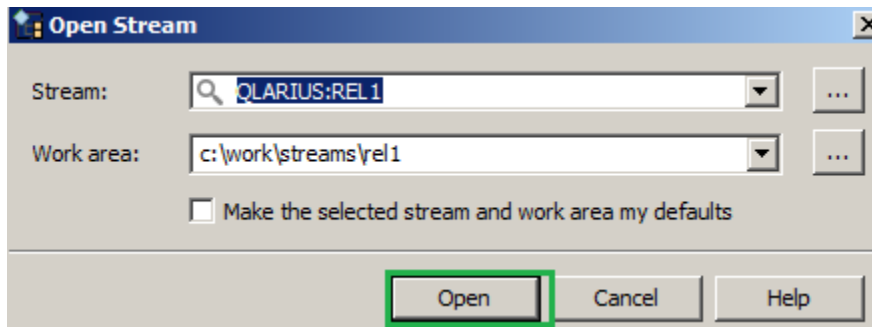 Open Stream
Stream: QLARIUS:REL1 ...
Work area: c:\work\streams\rel1 ...
Make the selected stream and work area my defaults
Open Cancel Help